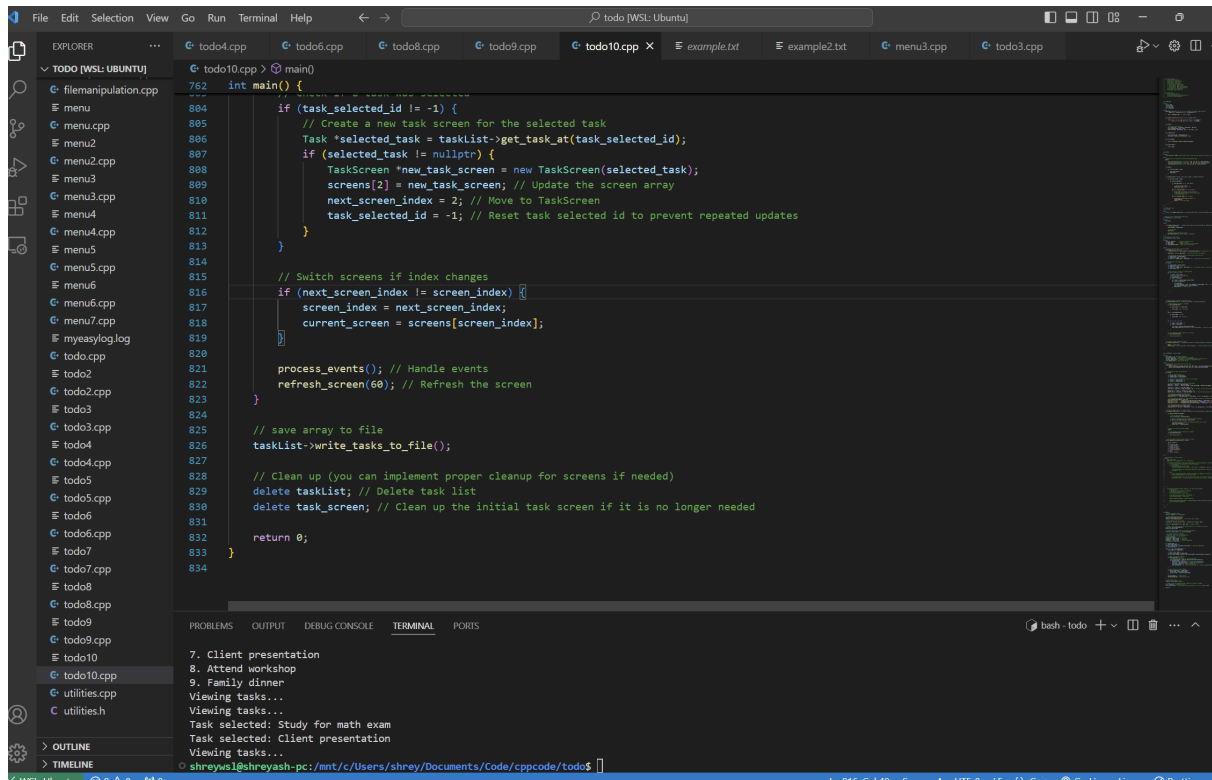 File Edit Selection View Go Run Terminal Help
todo [WSL: Ubuntu]
EXPLORER
TODO [WSL: UBUNTU]
filemanipulation.cpp
menu
menu.cpp
menu2
menu2.cpp
menu3
menu3.cpp
menu4
menu4.cpp
menu5
menu5.cpp
menu6
menu6.cpp
menu7.cpp
myeasylog.log
todo.cpp
todo2
todo2.cpp
todo3
todo3.cpp
todo4
todo4.cpp
todo5
todo5.cpp
todo6
todo6.cpp
todo7
todo7.cpp
todo8
todo8.cpp
todo9
todo9.cpp
todo10
todo10.cpp
utilities.cpp
utilities.h
OUTLINE
TIMELINE
todo4.cpp todo6.cpp todo8.cpp todo9.cpp todo10.cpp example.txt example2.txt menu3.cpp todo3.cpp
todo10.cpp > main()
762 int main() {
804 if (task_selected_id != -1) {
805 // Create a new task screen for the selected task
806 Task *selected_task = taskList->get_task_at(task_selected_id);
807 if (selected_task != nullptr) {
808 TaskScreen *new_task_screen = new TaskScreen(selected_task);
809 screens[2] = new_task_screen; // Update the screen array
810 next_screen_index = 2; // Move to TaskScreen
811 task_selected_id = -1; // Reset task selected id to prevent repeated updates
812 }
813 }
814
815 // Switch screens if index changes
816 if (next_screen_index != screen_index) {
817 screen_index = next_screen_index;
818 current_screen = screens[screen_index];
819 }
820
821 process_events(); // Handle events
822 refresh_screen(60); // Refresh the screen
823 }
824
825 // save array to file
826 taskList->write_tasks_to_file();
827
828 // Clean up (you can implement proper cleanup for screens if needed)
829 delete taskList; // Delete task list
830 delete task_screen; // Clean up the initial task screen if it is no longer needed
831
832 return 0;
833 }
834
PROBLEMS OUTPUT DEBUG CONSOLE TERMINAL PORTS
bash - todo
7. Client presentation
8. Attend workshop
9. Family dinner
Viewing tasks...
Viewing tasks...
Task selected: Study for math exam
Task selected: Client presentation
Viewing tasks...
shreywsl@shreyash-pc:/mnt/c/Users/shrey/Documents/Code/cppcode/todo$